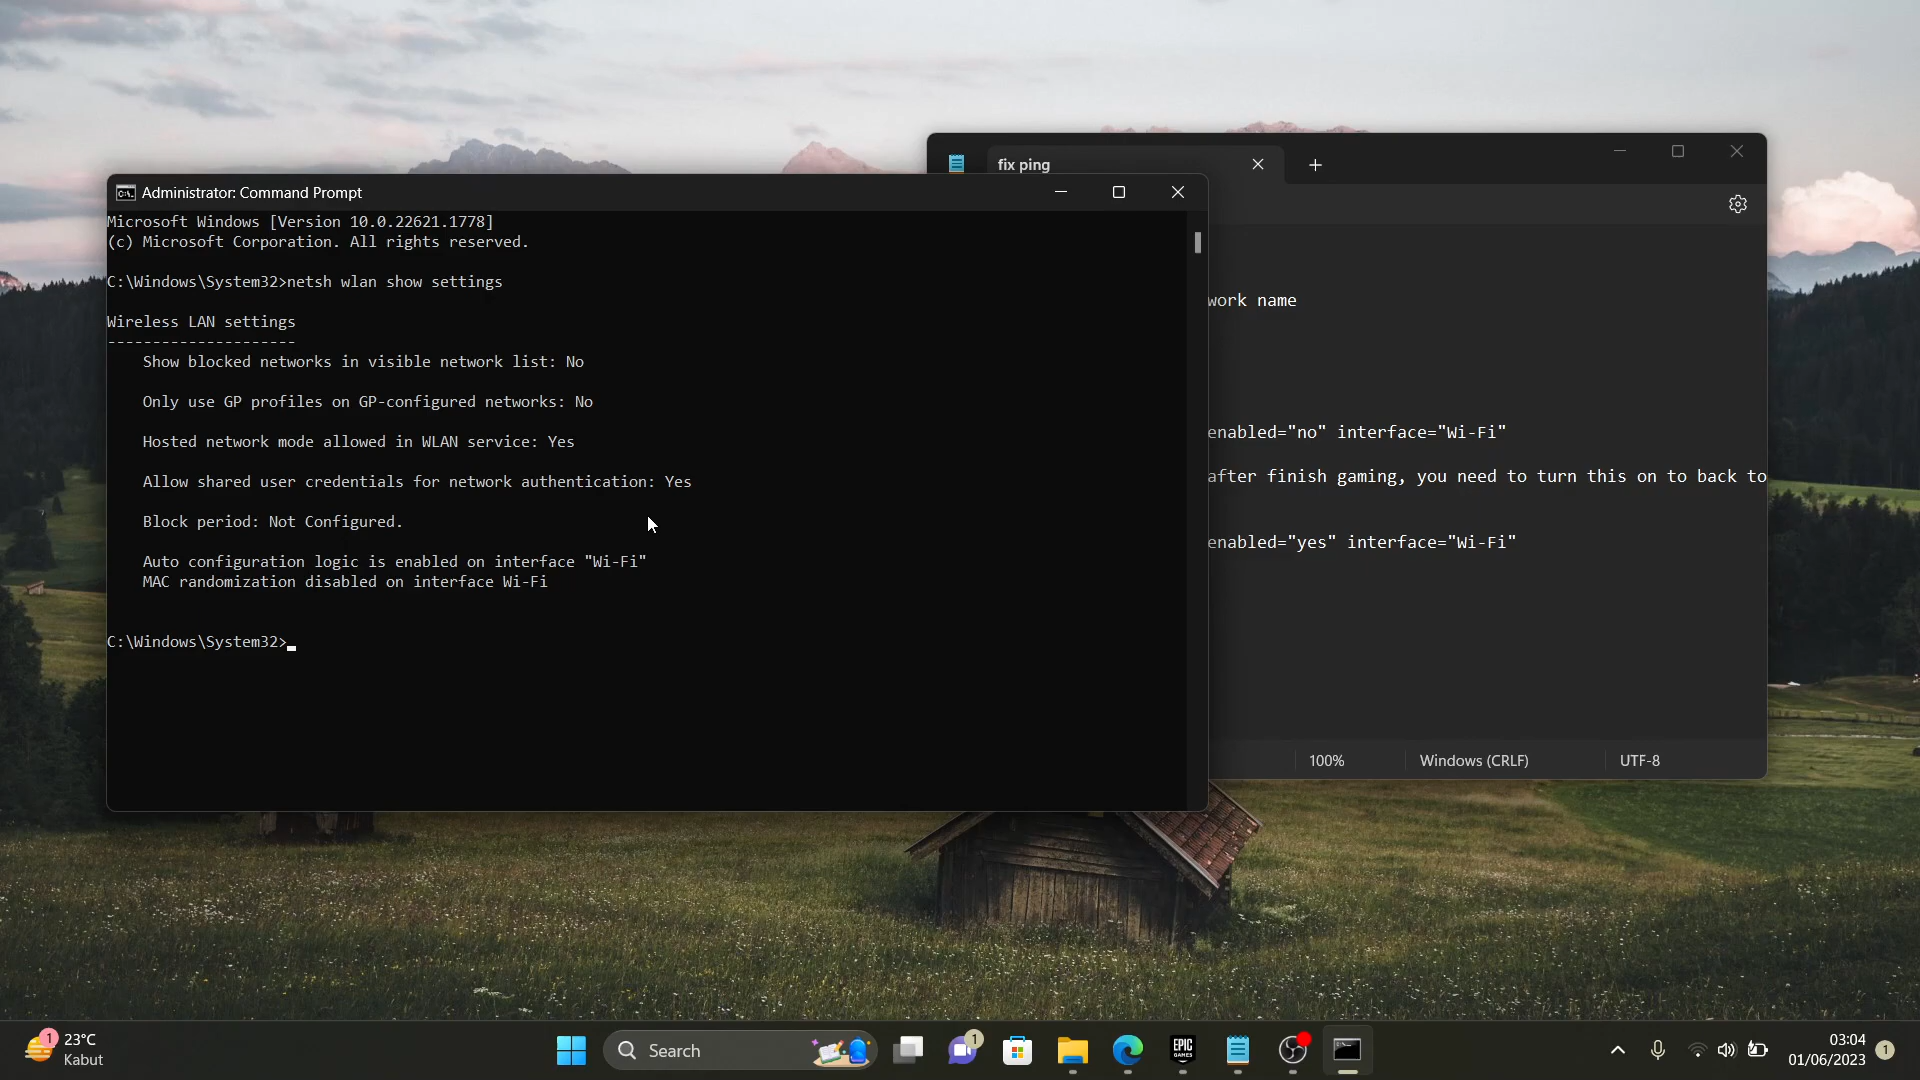 fix ping
Administrator: Command Prompt
Microsoft Windows [Version 10.0.22621.1778]
(c) Microsoft Corporation. All rights reserved.
C:\Windows\System32>netsh wlan show settings
Wireless LAN settings
---------------------
Show blocked networks in visible network list: No
Only use GP profiles on GP-configured networks: No
Hosted network mode allowed in WLAN service: Yes
Allow shared user credentials for network authentication: Yes
Block period: Not Configured.
Auto configuration logic is enabled on interface "Wi-Fi"
MAC randomization disabled on interface Wi-Fi
C:\Windows\System32>
work name
enabled="no" interface="Wi-Fi"
after finish gaming, you need to turn this on to back to
enabled="yes" interface="Wi-Fi"
100%
Windows (CRLF)
UTF-8
1
23°C
Kabut
Search
1
EPIC
GAMES
03:04
01/06/2023
1